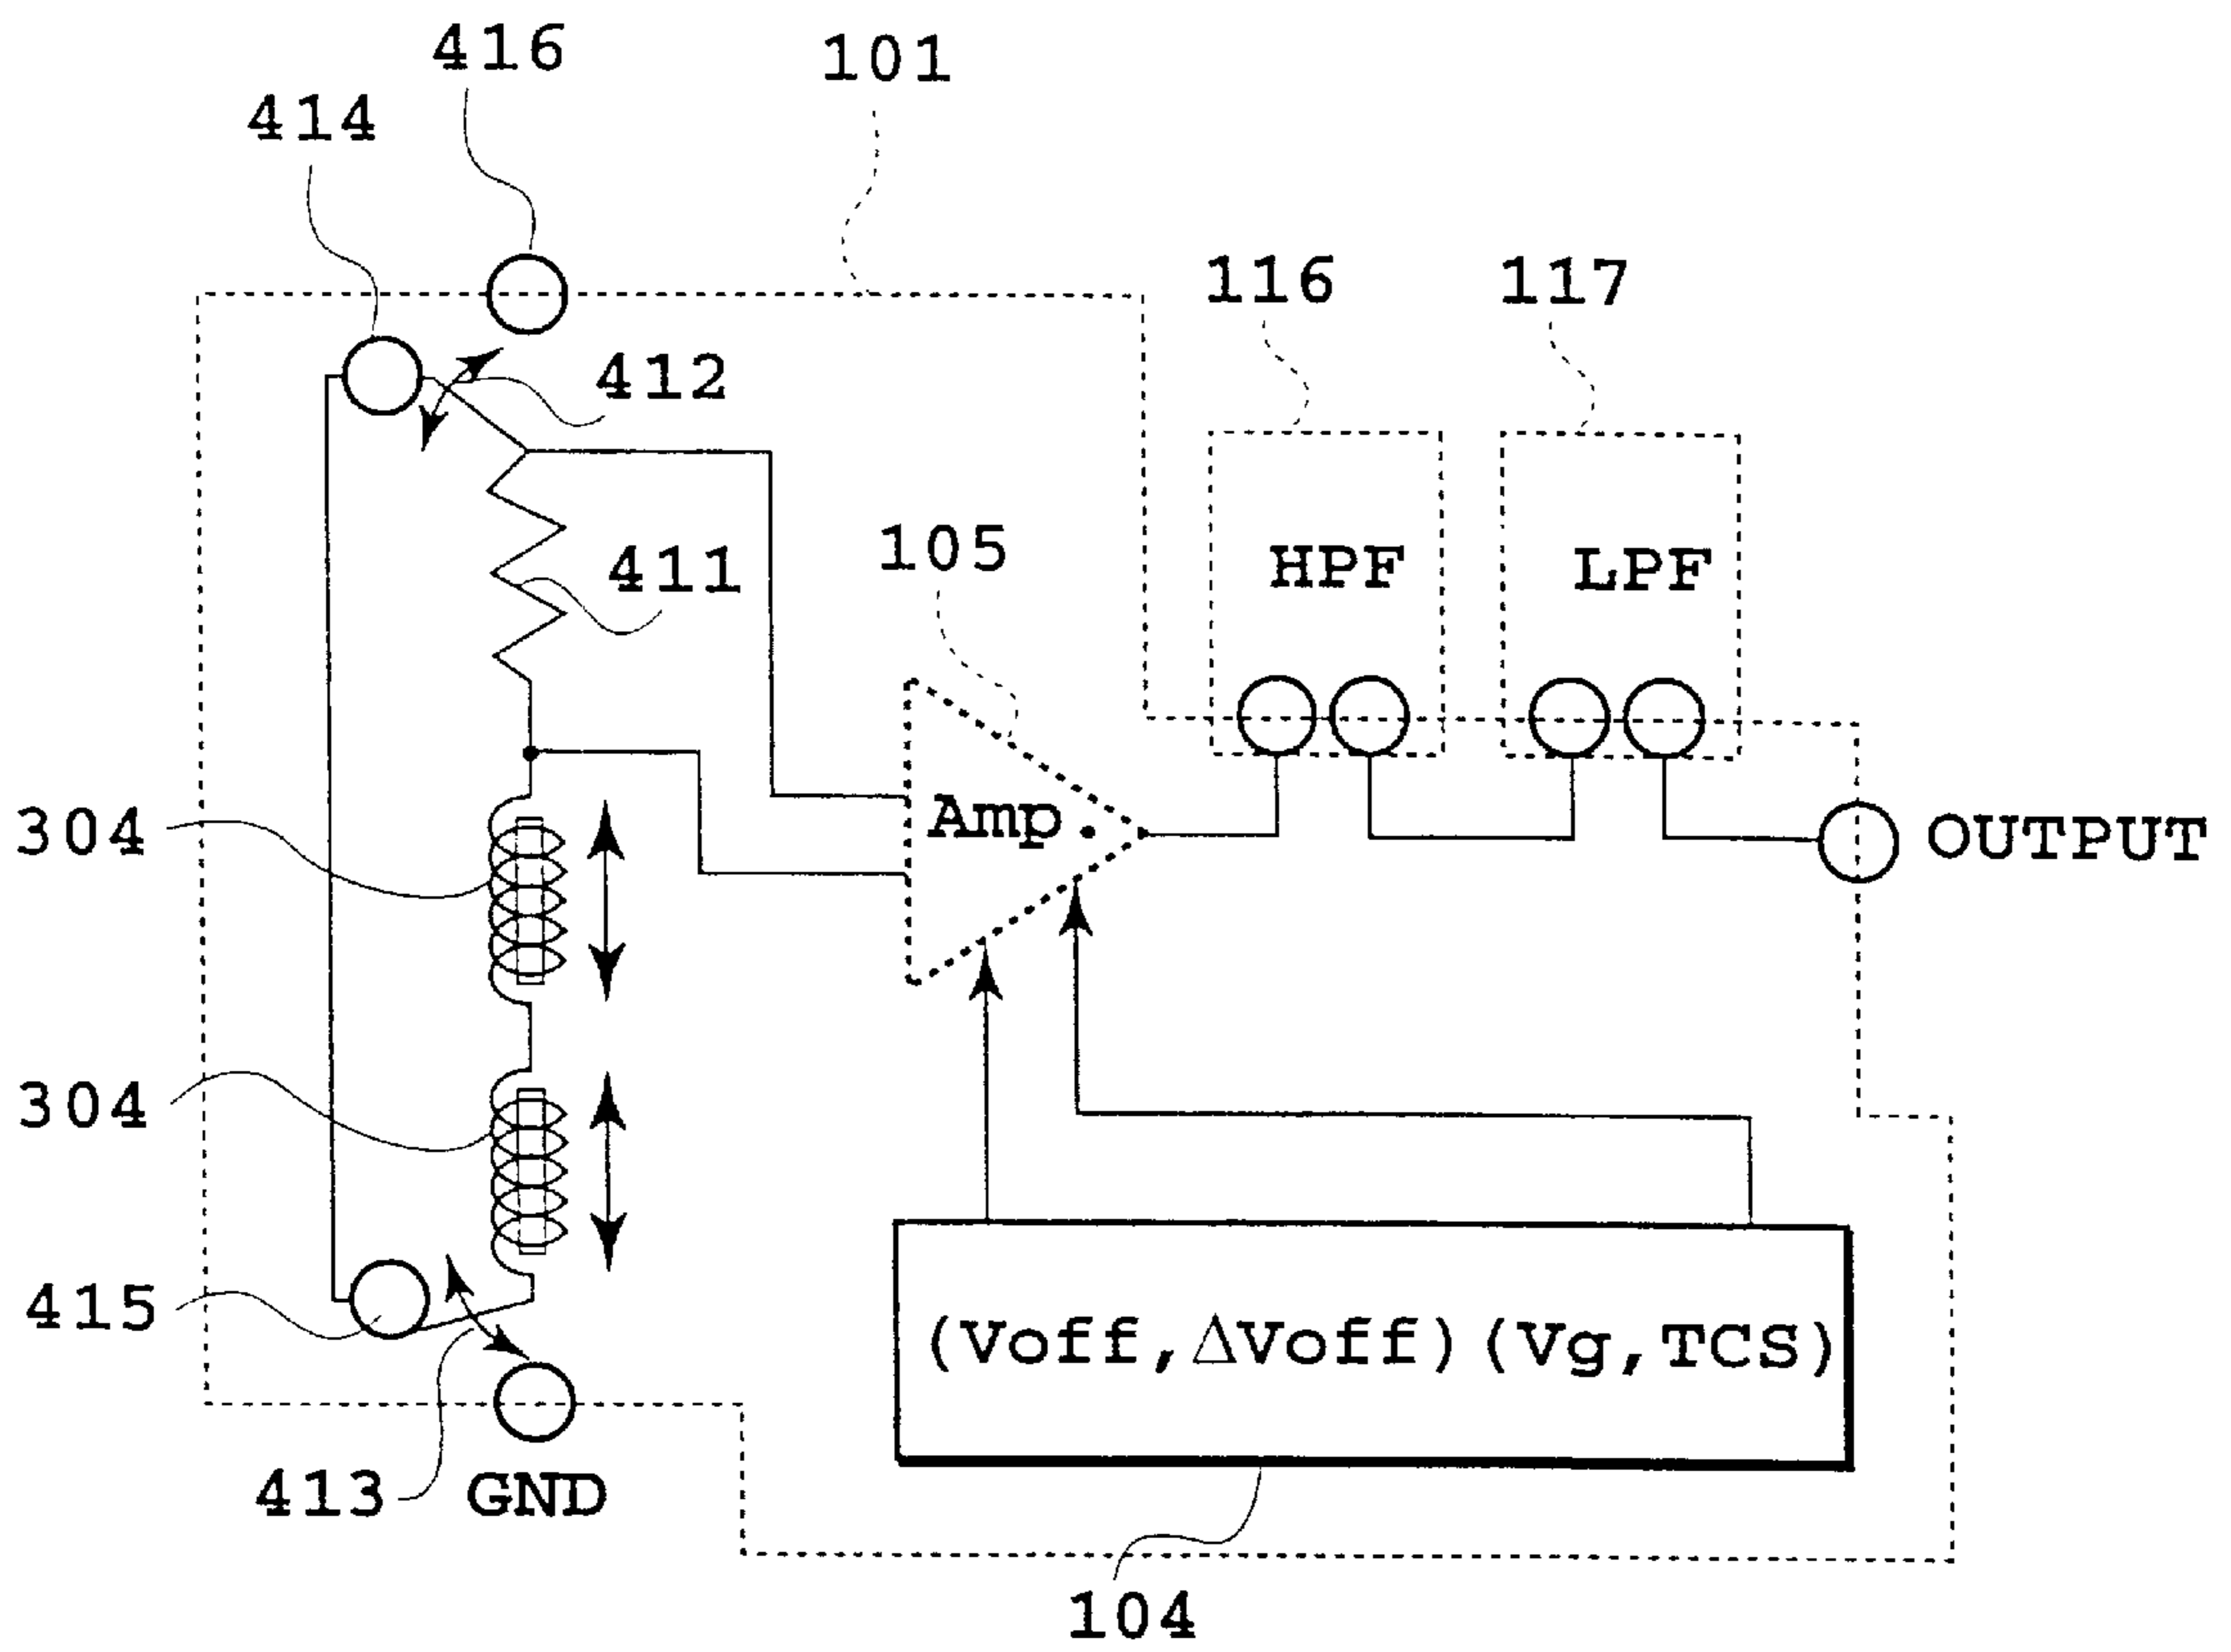 416
101
414
116
117
412
105
411
HPF
LPF
Amp.
304
OUTPUT
304
415
(Voff,ΔVoff)(Vg,TCS)
413
GND
104